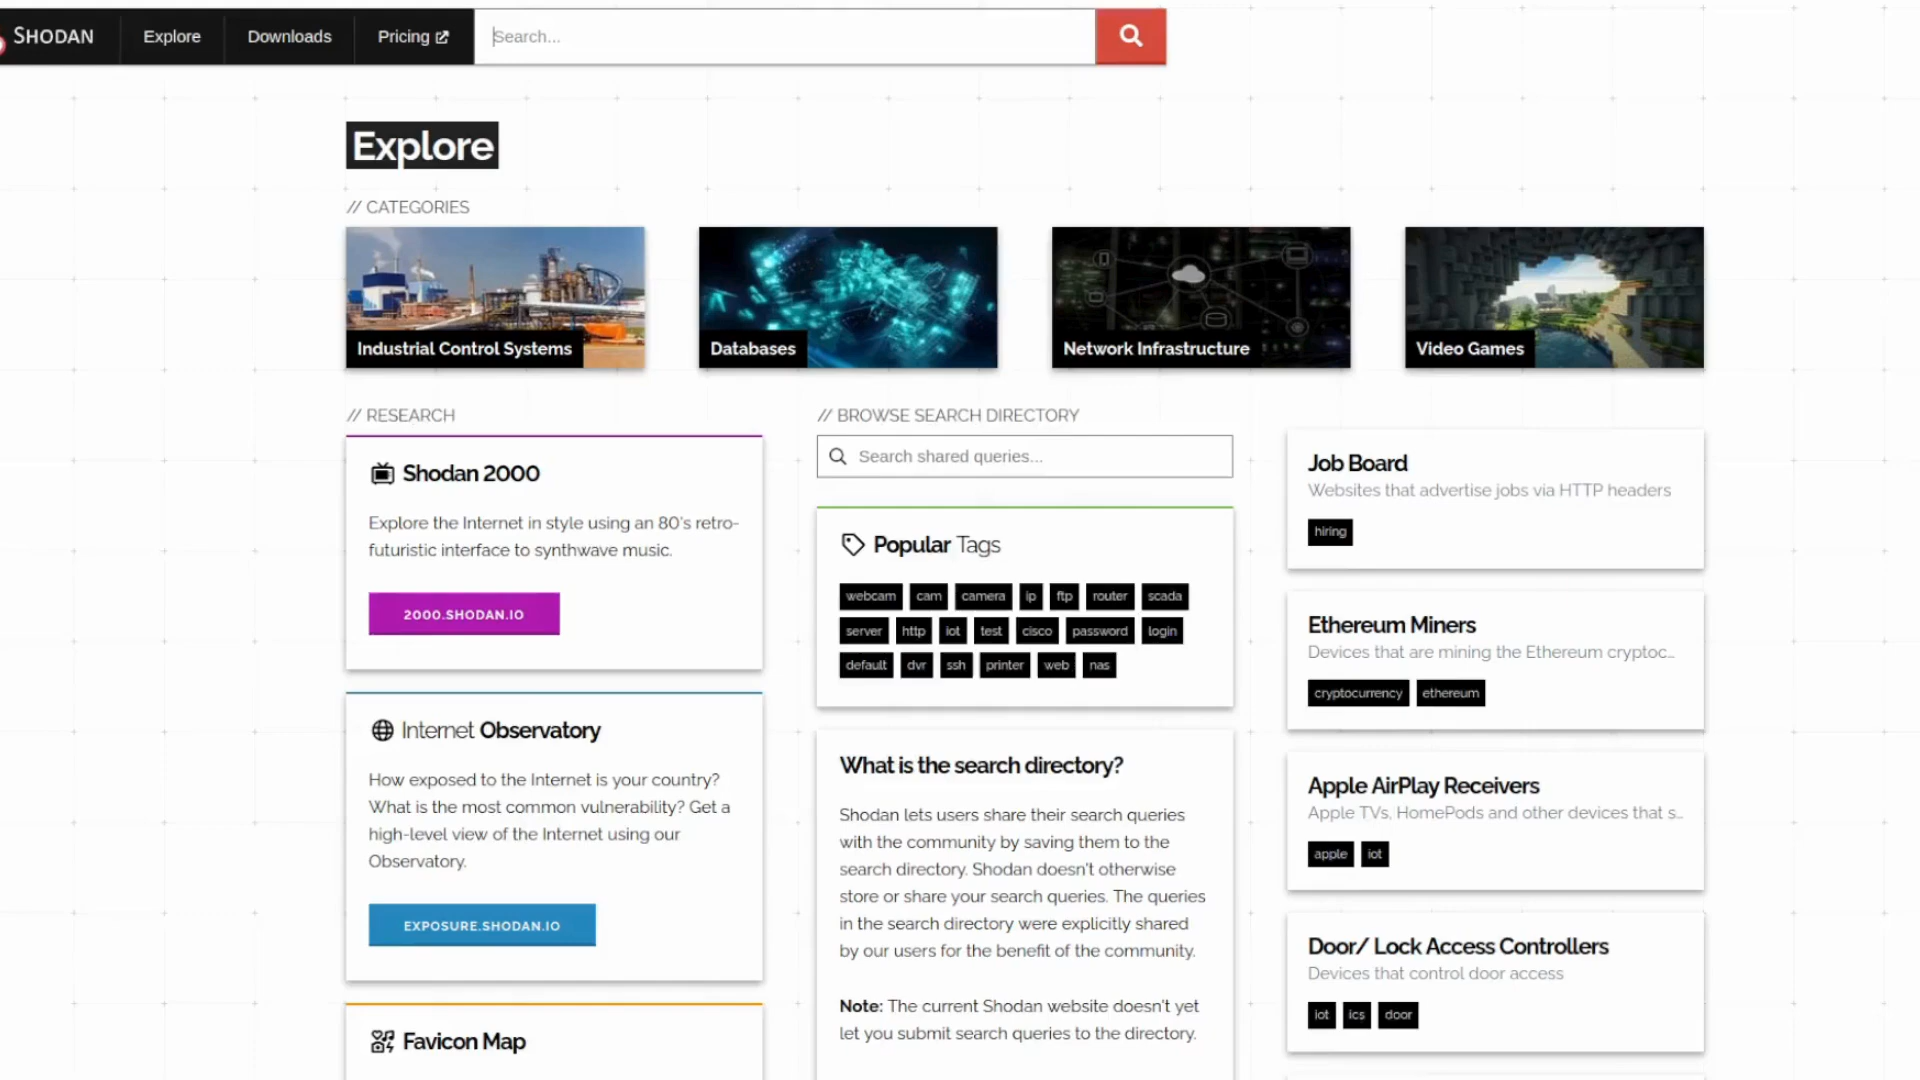 SHODAN
Explore
Downloads
Pricing
Search...
Explore
// CATEGORIES
Industrial Control Systems
Databases
Network Infrastructure
Video Games
// RESEARCH
Shodan 2000
Explore the Internet in style using an 80's retro-
futuristic interface to synthwave music.
2000.SHODAN.IO
Internet Observatory
How exposed to the Internet is your country?
What is the most common vulnerability? Get a
high-level view of the Internet using our
Observatory.
EXPOSURE.SHODAN.IO
Favicon Map
// BROWSE SEARCH DIRECTORY
Search shared queries...
Popular Tags
webcam cam camera ip ftp router scada
server http iot test cisco password login
default dvr ssh printer web nas
What is the search directory?
Shodan lets users share their search queries
with the community by saving them to the
search directory. Shodan doesn't otherwise
store or share your search queries. The queries
in the search directory were explicitly shared
by our users for the benefit of the community.
Note: The current Shodan website doesn't yet
let you submit search queries to the directory.
Job Board
Websites that advertise jobs via HTTP headers
hiring
Ethereum Miners
Devices that are mining the Ethereum cryptoc...
cryptocurrency ethereum
Apple AirPlay Receivers
Apple TVs, HomePods and other devices that s...
apple iot
Door/ Lock Access Controllers
Devices that control door access
iot ics door